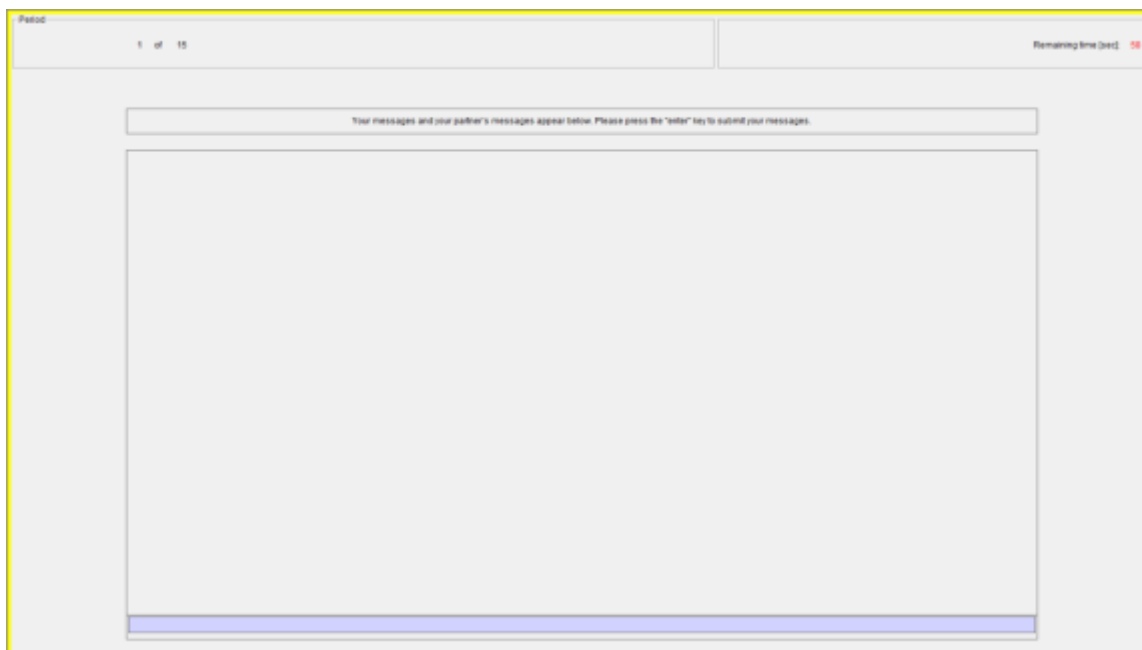 Period
1 of 15
Remaining time [sec]: 58
Your messages and your partner's messages appear below. Please press the "enter" key to submit your messages.